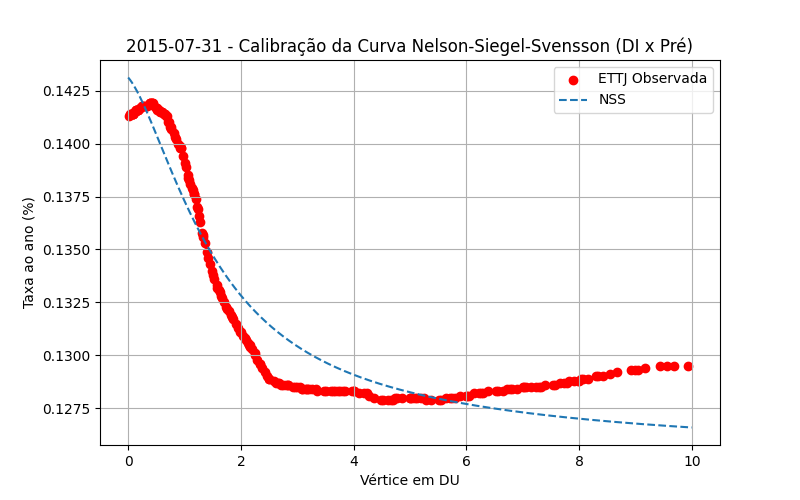 2015-07-31 - Calibração da Curva Nelson-Siegel-Svensson (DI x Pré)
ETTJ Observada
NSS
Taxa ao ano (%)
0.1425
0.1400
0.1375
0.1350
0.1325
0.1300
0.1275
0 2 4 6 8 10
Vértice em DU